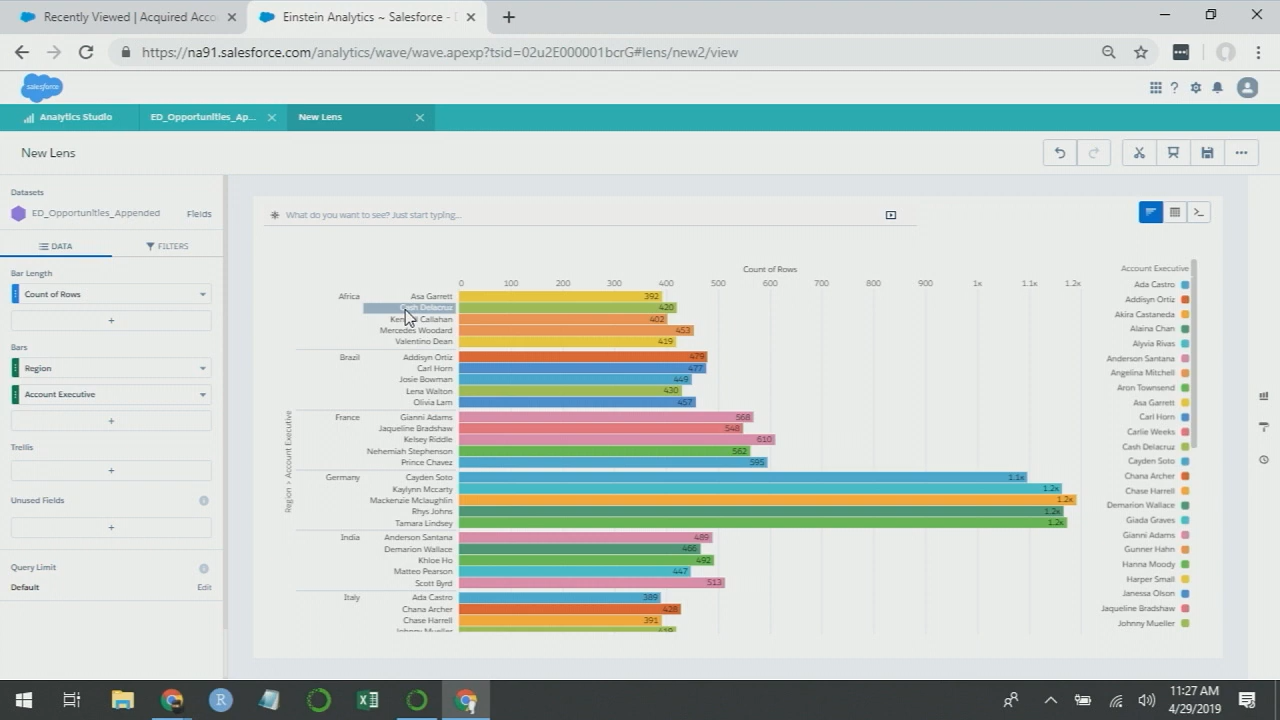 Recently Viewed | Acquired Acco
Einstein Analytics ~ Salesforce -
https://na91.salesforce.com/analytics/wave/wave.apexp?tsid=02u2E000001bcrG#lens/new2/view
salesforce
Analytics Studio
ED_Opportunities_Ap...
New Lens
New Lens
Datasets
ED_Opportunities_Appended
Fields
DATA
FILTERS
Bar Length
Count of Rows
Bars
Region
Account Executive
Trellis
Unused Fields
Query Limit
Default
Edit
What do you want to see? Just start typing...
Count of Rows
0 100 200 300 400 500 600 700 800 900 1k 1.1k 1.2k
Region > Account Executive
Africa Asa Garrett 392
Cash Delacruz 420
Callahan 402
Mercedes Woodard 453
Valentino Dean 419
Brazil Addisyn Ortiz 479
Carl Horn 477
Josie Bowman 449
Lena Walton 430
Olivia Lam 457
France Gianni Adams 568
Jaqueline Bradshaw 548
Kelsey Riddle 610
Nehemiah Stephenson 562
Prince Chavez 595
Germany Cayden Soto 1.1k
Kaylynn Mccarty 1.2k
Mackenzie Mclaughlin 1.2k
Rhys Johns 1.2k
Tamara Lindsey 1.2k
India Anderson Santana 489
Demarion Wallace 466
Khloe Ho 492
Matteo Pearson 447
Scott Byrd 513
Italy Ada Castro 389
Chana Archer 428
Chase Harrell 391
Johnny Mueller 419
Account Executive
Ada Castro
Addisyn Ortiz
Akira Castaneda
Alaina Chan
Alyvia Rivas
Anderson Santana
Angelina Mitchell
Aron Townsend
Asa Garrett
Carl Horn
Carlie Weeks
Cash Delacruz
Cayden Soto
Chana Archer
Chase Harrell
Demarion Wallace
Giada Graves
Gianni Adams
Gunner Hahn
Hanna Moody
Harper Small
Janessa Olson
Jaqueline Bradshaw
Johnny Mueller
11:27 AM
4/29/2019